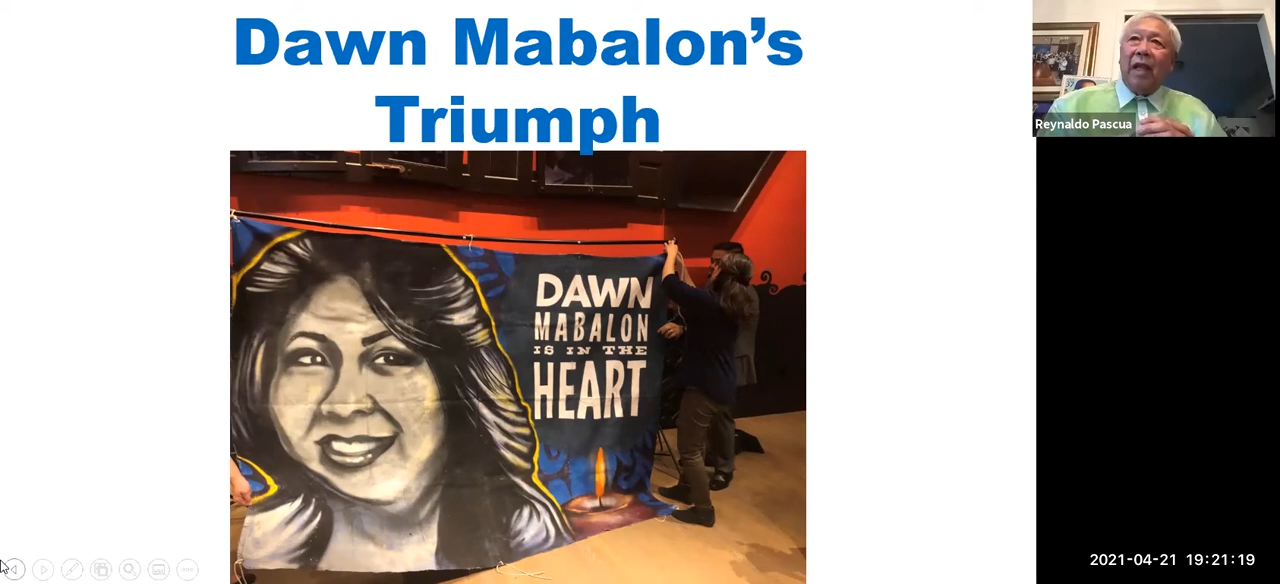 Dawn Mabalon’s
Triumph
DAWN
MABALON
IS IN THE
HEART
Reynaldo Pascua
2021-04-21 19:21:19